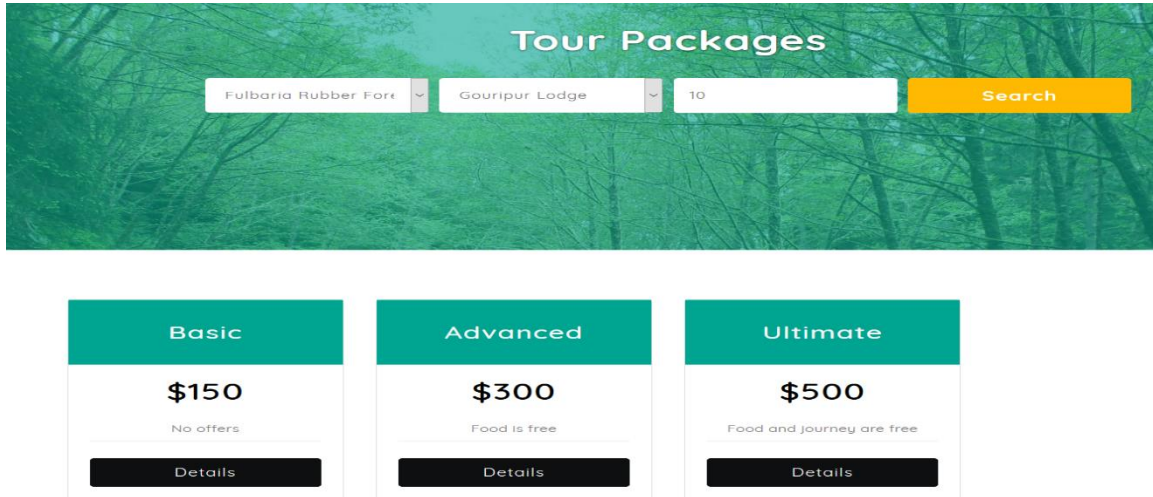 Tour Packages
Fulbaria Rubber Fore
Gouripur Lodge
10
Search
Basic
Advanced
Ultimate
$150
$300
$500
No offers
Food is free
Food and journey are free
Details
Details
Details